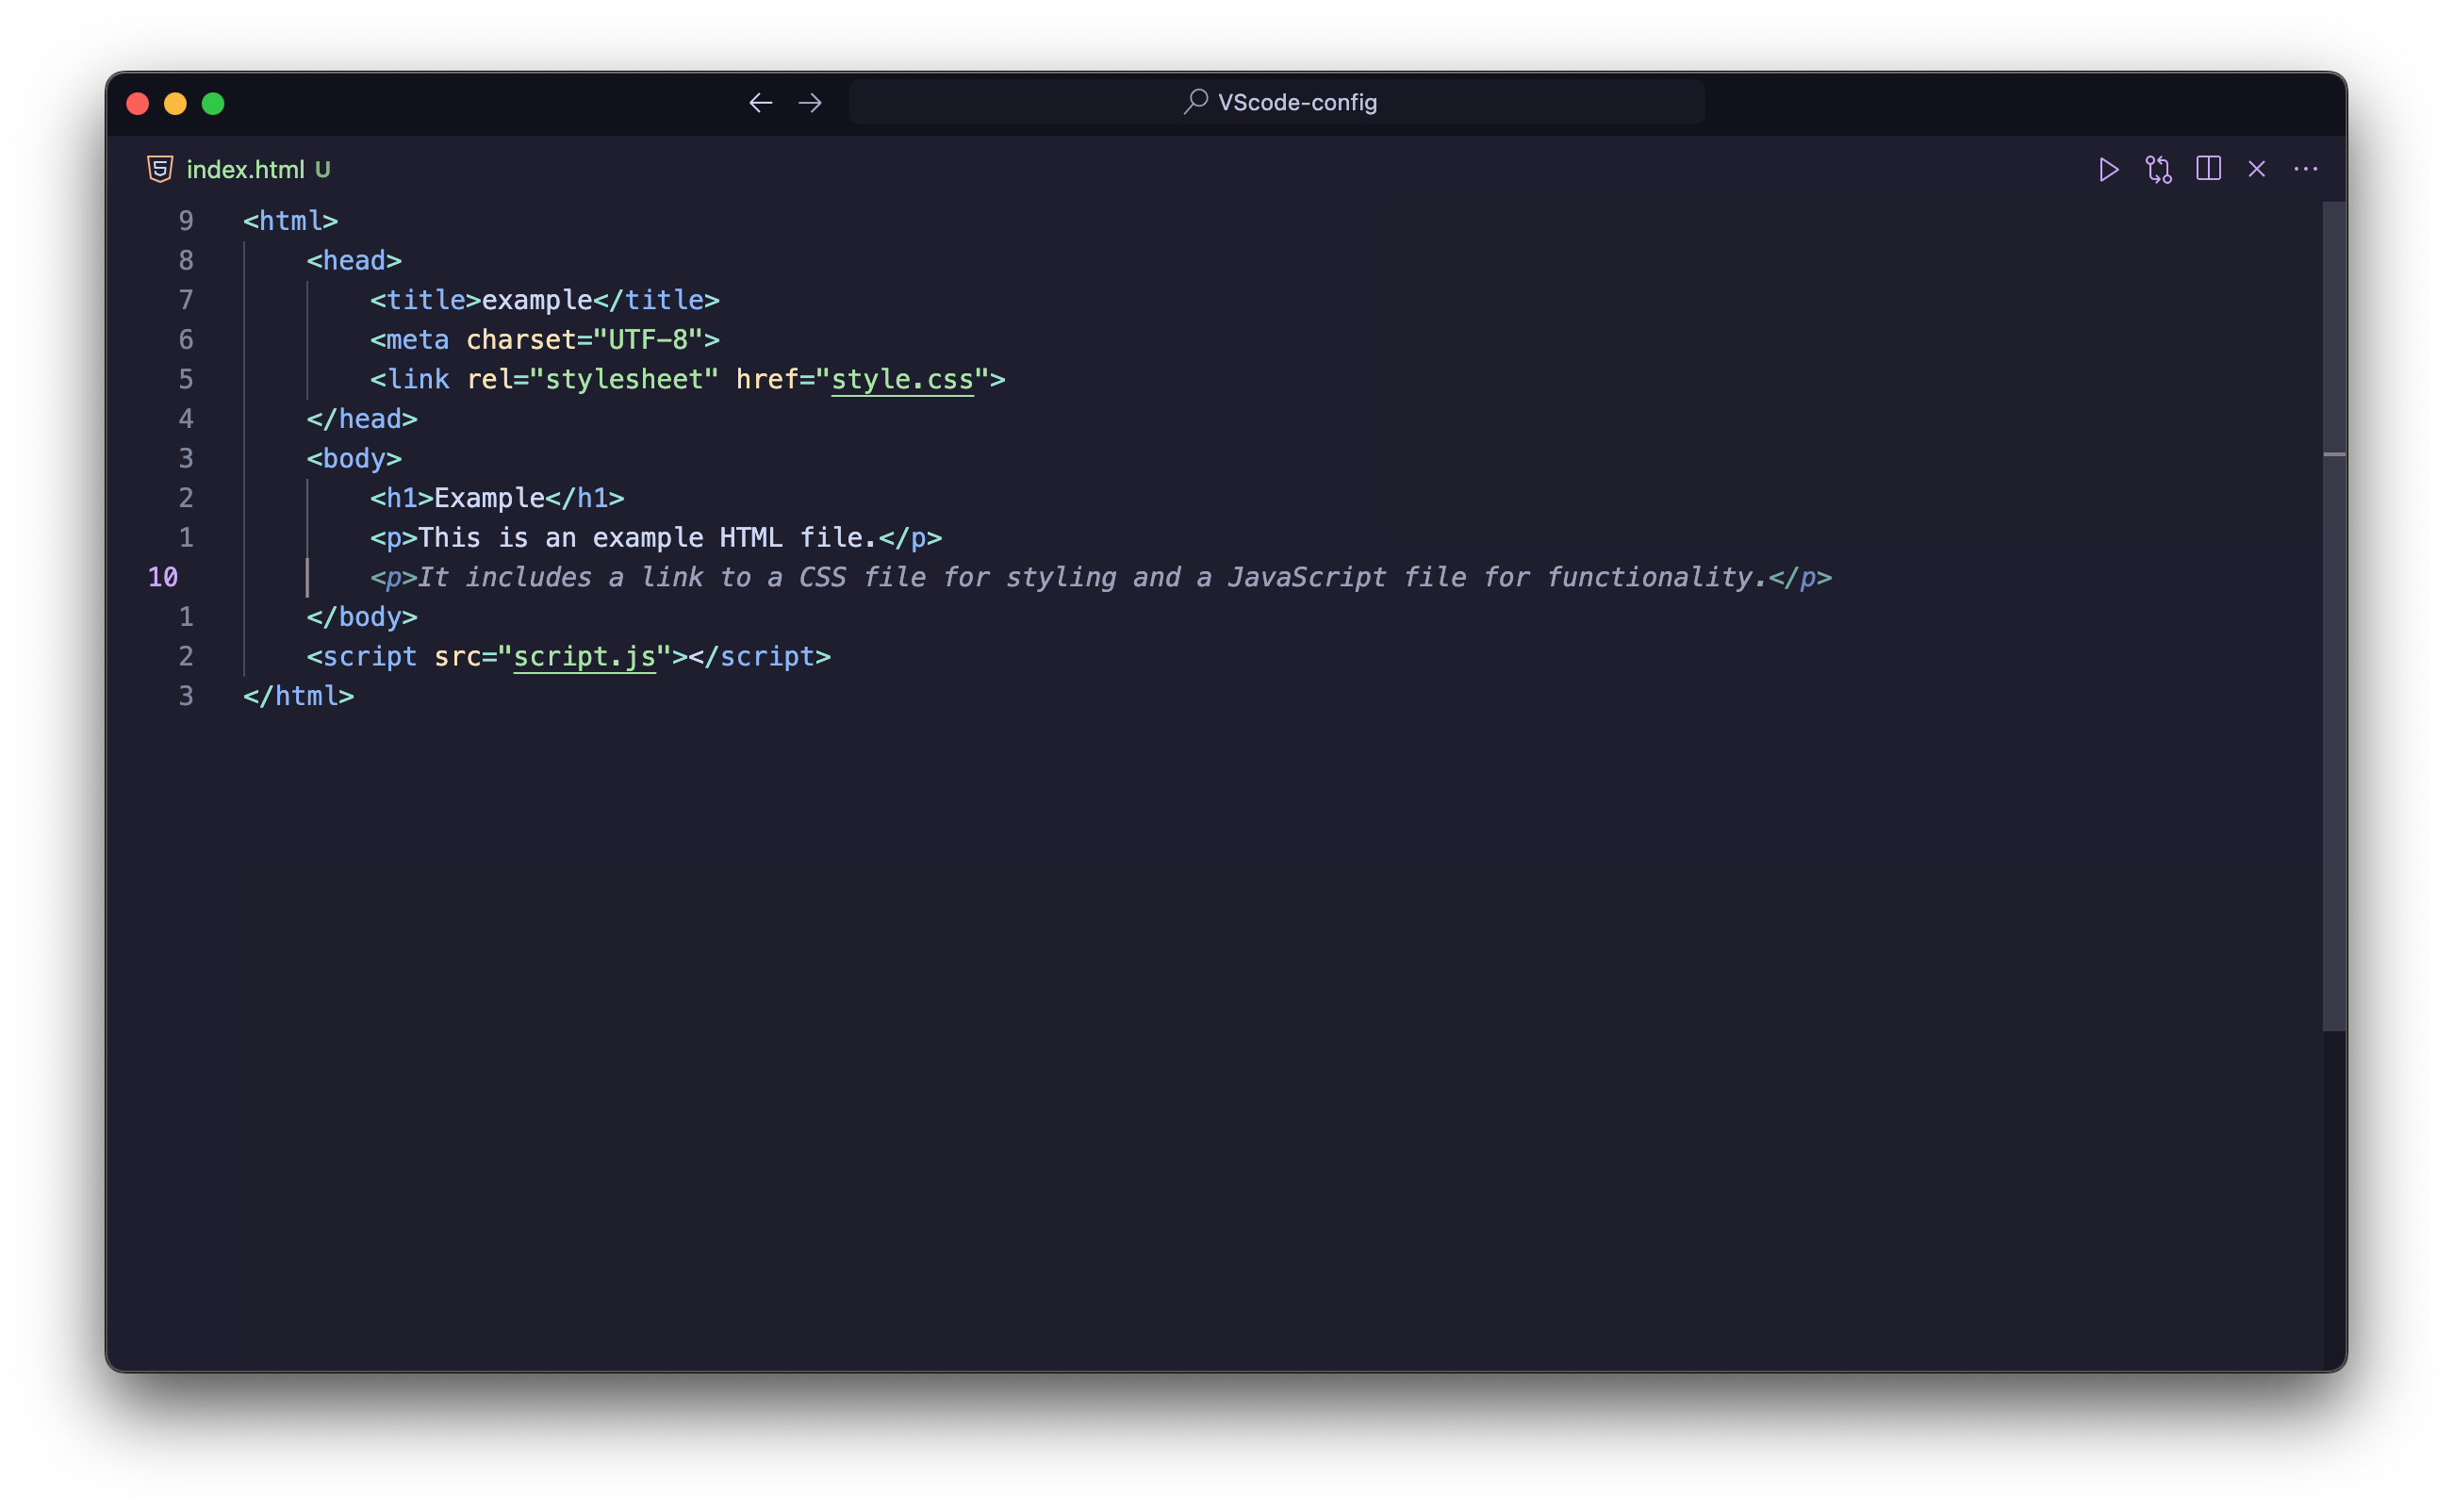 VScode-config
index.html U
9 <html>
8 <head>
7 <title>example</title>
6 <meta charset="UTF-8">
5 <link rel="stylesheet" href="style.css">
4 </head>
3 <body>
2 <h1>Example</h1>
1 <p>This is an example HTML file.</p>
10 <p>It includes a link to a CSS file for styling and a JavaScript file for functionality.</p>
1 </body>
2 <script src="script.js"></script>
3 </html>